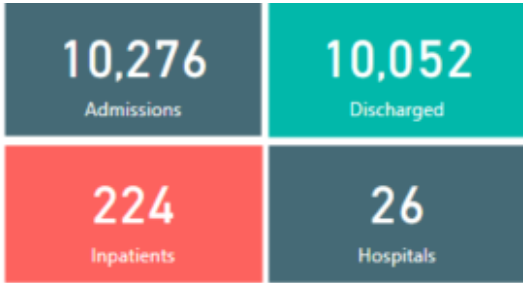 10,276
Admissions
10,052
Discharged
224
Inpatients
26
Hospitals